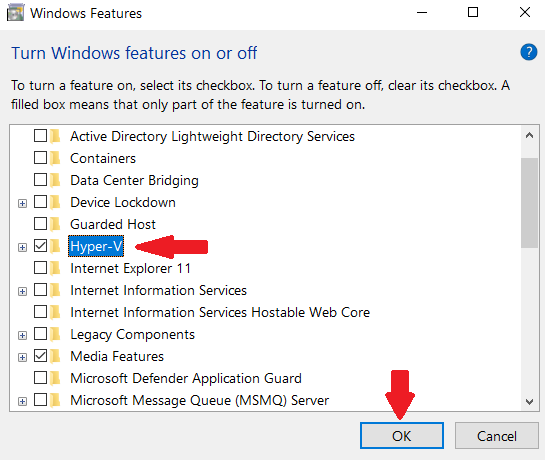 Windows Features
Turn Windows features on or off
?
To turn a feature on, select its checkbox. To turn a feature off, clear its checkbox. A
filled box means that only part of the feature is turned on.
Active Directory Lightweight Directory Services
Containers
Data Center Bridging
Device Lockdown
Guarded Host
Hyper-V
Internet Explorer 11
Internet Information Services
Internet Information Services Hostable Web Core
Legacy Components
Media Features
Microsoft Defender Application Guard
Microsoft Message Queue (MSMQ) Server
OK
Cancel